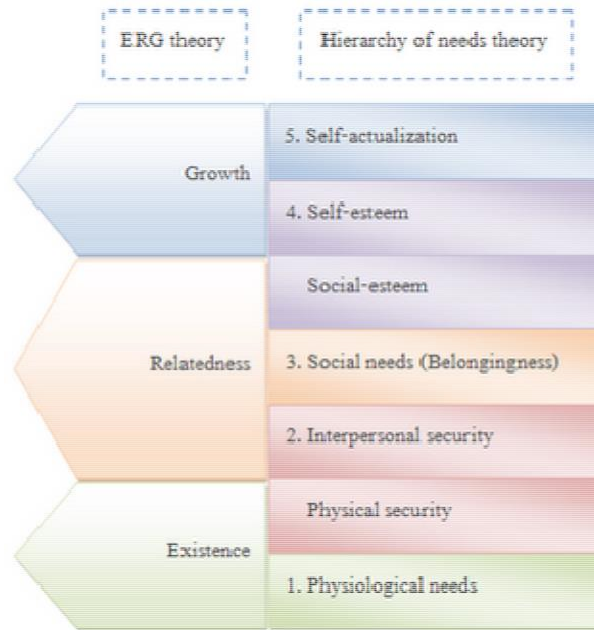 ERG theory
Hierarchy of needs theory
5. Self-actualization
Growth
4. Self-esteem
Social-esteem
Relatedness
3. Social needs (Belongingness)
2. Interpersonal security
Physical security
Existence
1. Physiological needs